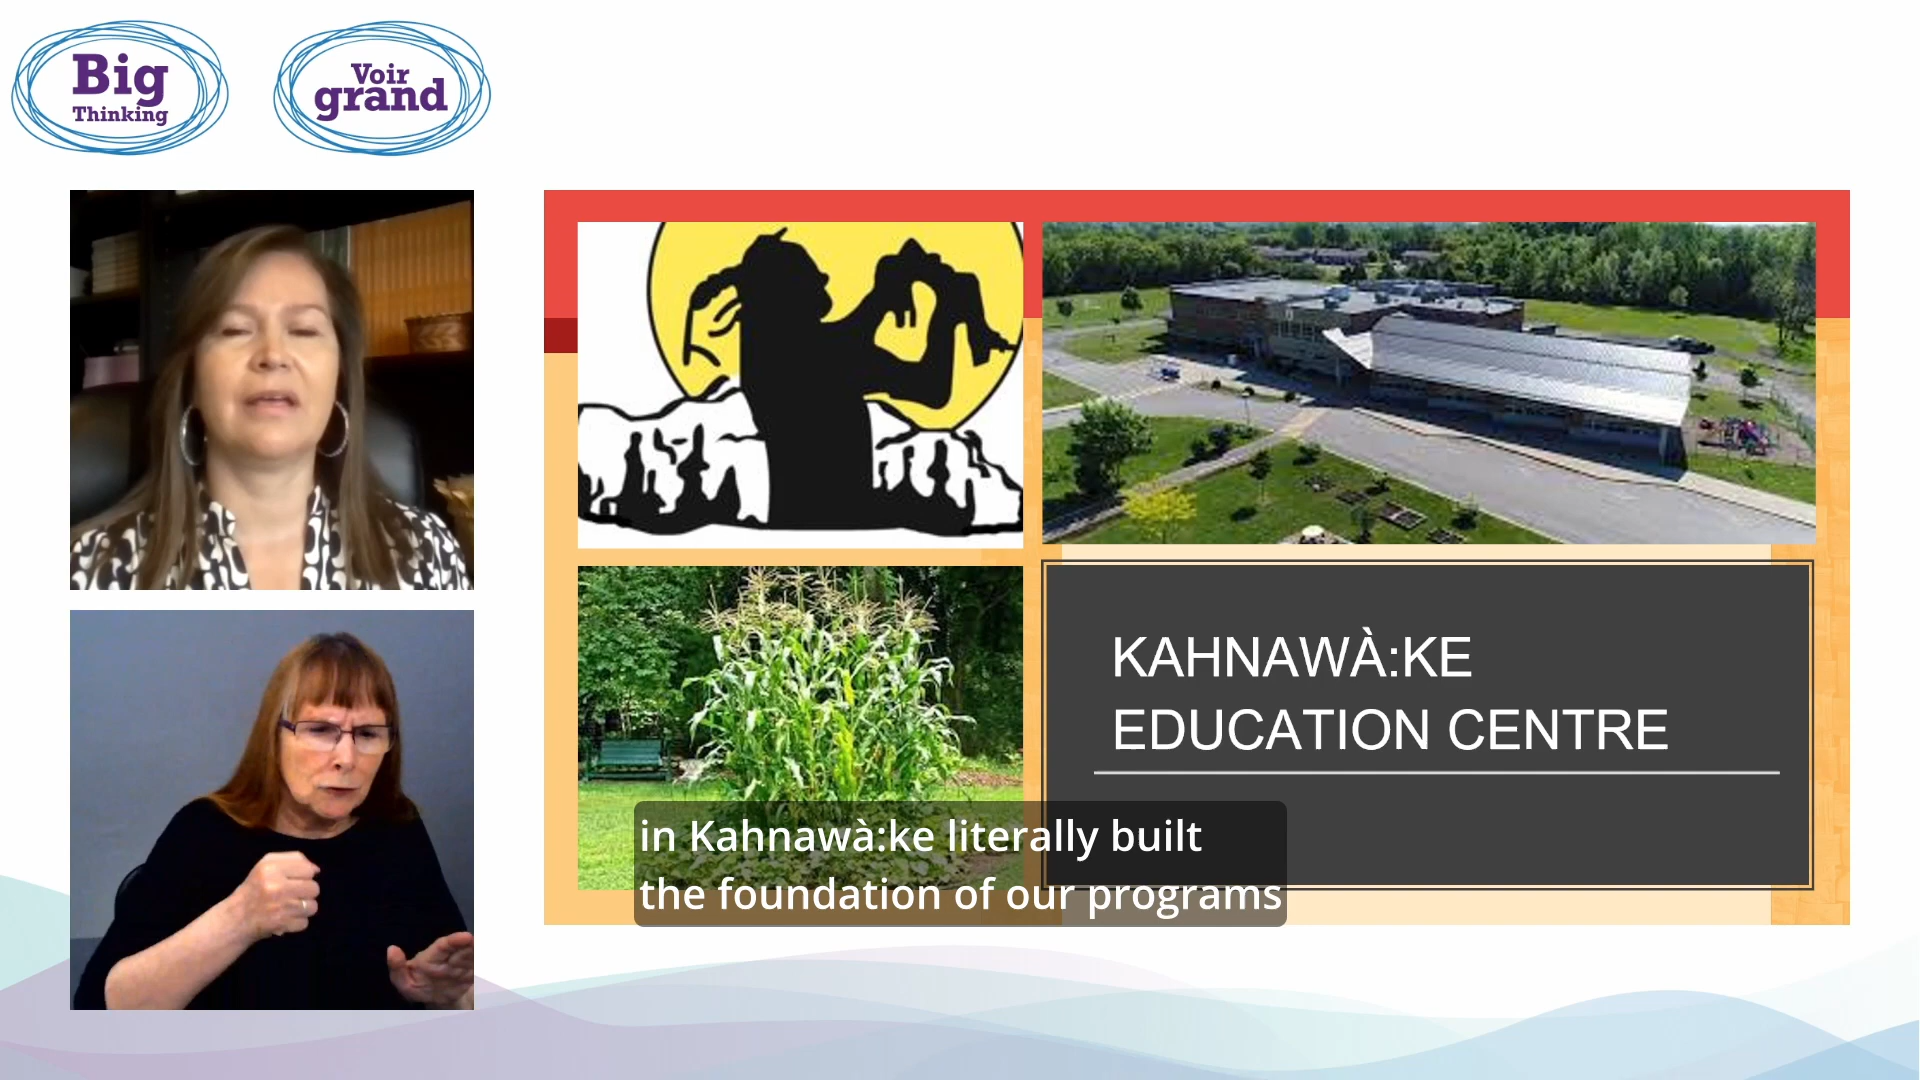 Big
Thinking
Voir
grand
KAHNAWÀ:KE
EDUCATION CENTRE
in Kahnawà:ke literally built
the foundation of our programs